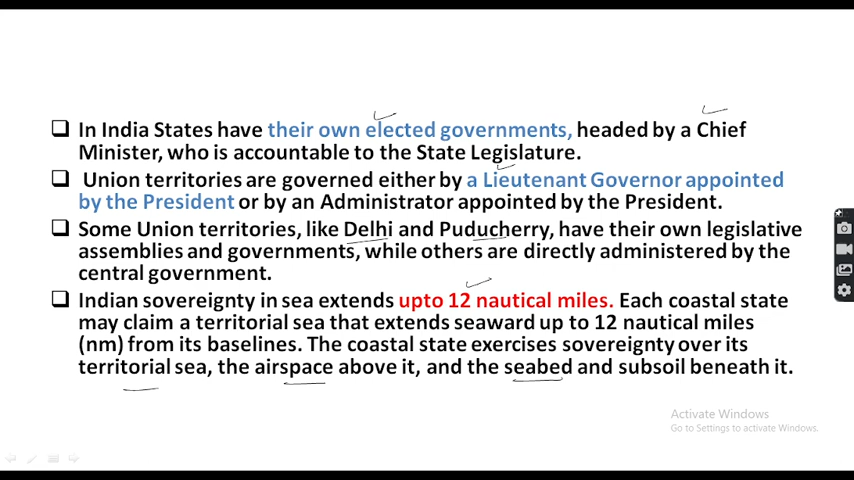 ❑ In India States have their own elected governments, headed by a Chief
Minister, who is accountable to the State Legislature.
❑ Union territories are governed either by a Lieutenant Governor appointed
by the President or by an Administrator appointed by the President.
❑ Some Union territories, like Delhi and Puducherry, have their own legislative
assemblies and governments, while others are directly administered by the
central government.
❑ Indian sovereignty in sea extends upto 12 nautical miles. Each coastal state
may claim a territorial sea that extends seaward up to 12 nautical miles
(nm) from its baselines. The coastal state exercises sovereignty over its
territorial sea, the airspace above it, and the seabed and subsoil beneath it.
Activate Windows
Go to Settings to activate Windows.